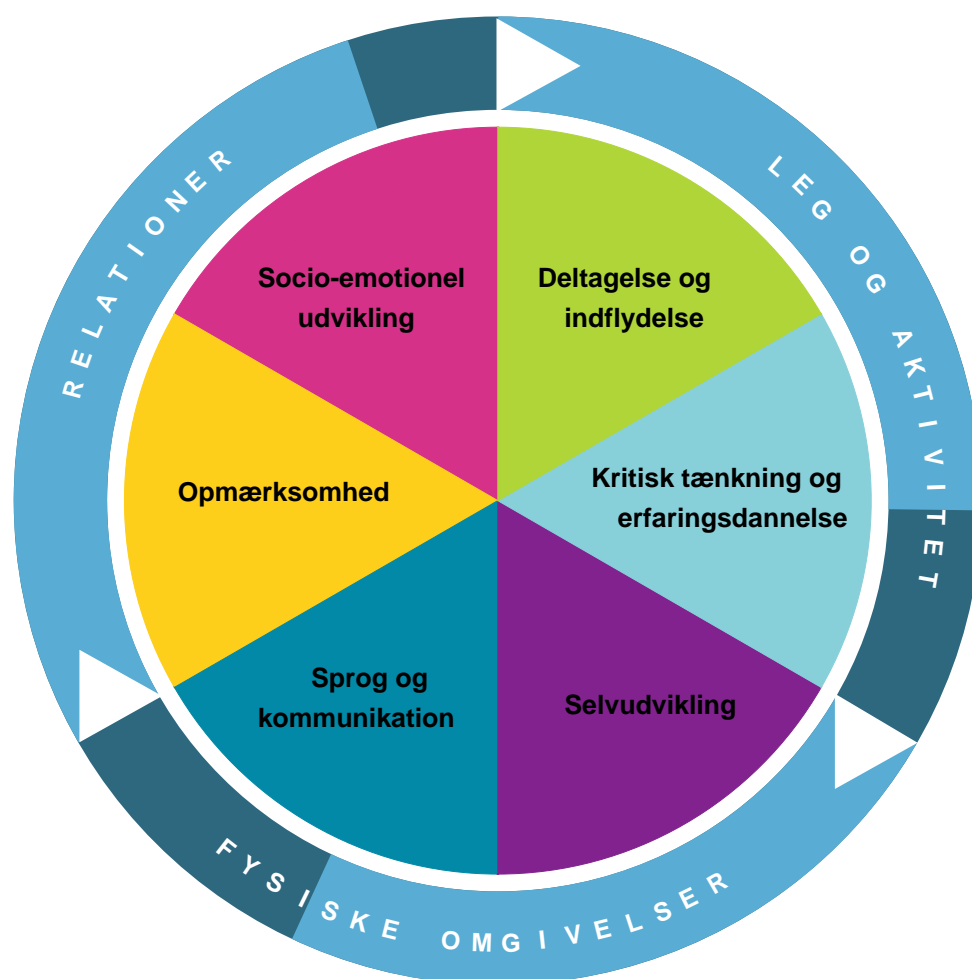 RELATIONER
LEG OG AKTIVITET
Socio-emotionel
udvikling
Deltagelse og
indflydelse
Opmærksomhed
Kritisk tænkning og
erfaringsdannelse
Sprog og
kommunikation
Selvudvikling
FYSISKE OMGIVELSER